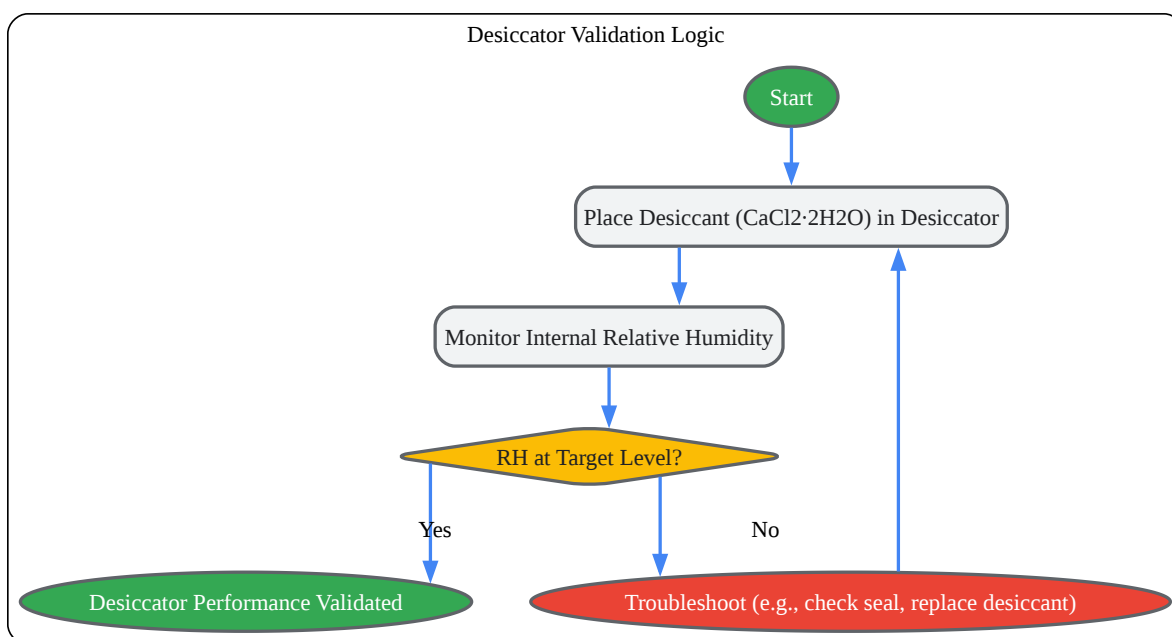 Desiccator Validation Logic
Start
Place Desiccant (CaCl2·2H2O) in Desiccator
Monitor Internal Relative Humidity
RH at Target Level?
Yes
No
Desiccator Performance Validated
Troubleshoot (e.g., check seal, replace desiccant)